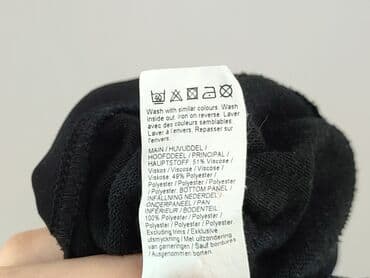 Wash with similar colours. Wash
inside out. Iron on reverse. Laver
avec des couleurs semblables.
Laver à l'envers. Repasser sur
l'envers.
MAIN / HUVUDDEL /
HOOFDDEEL / PRINCIPAL /
HAUPTSTOFF: 51% Viscose /
Viskos / Viscose / Viscose /
Viskose. 49% Polyester /
Polyester / Polyester / Polyester
/ Polyester. BOTTOM PANEL /
INFÄLLNING NEDERDEL /
ONDERPANEEL / PAN
INFÉRIEUR / BODENTEIL:
100% Polyester / Polyester /
Polyester / Polyester / Polyester
Excluding trims / Exklusive
utsmyckning / Met uitzondering
van garneringen / Sauf bordures
/ Ausgenommen borten